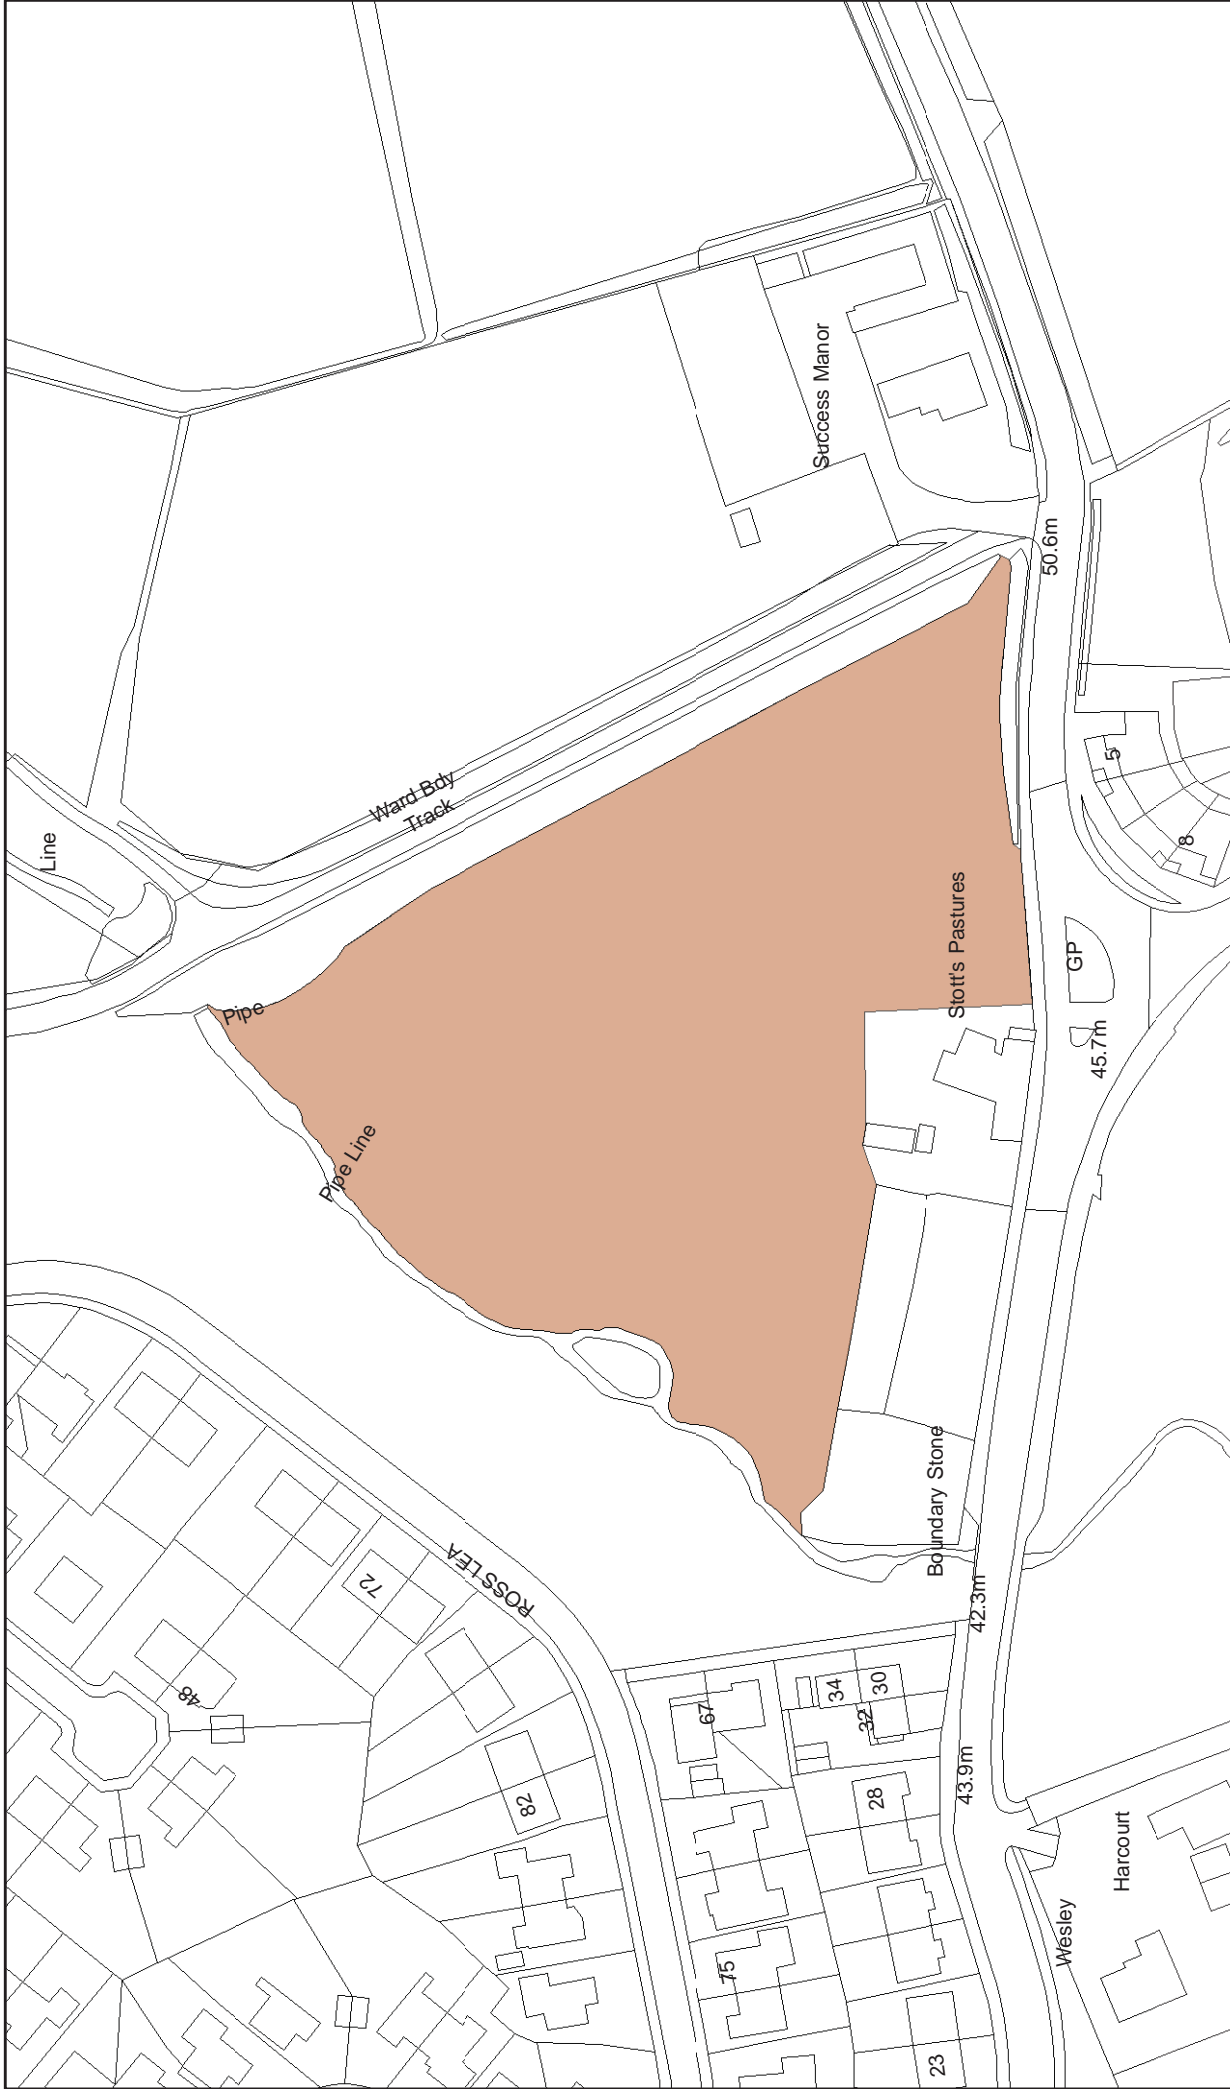 Line
Ward Bdy
Track
Success Manor
50.6m
Pipe
Pipe Line
Stott's Pastures
GP
45.7m
5
8
Boundary Stone
42.3m
ROSS LEA
72
48
82
67
34
30
32
28
43.9m
75
23
Harcourt
Wesley